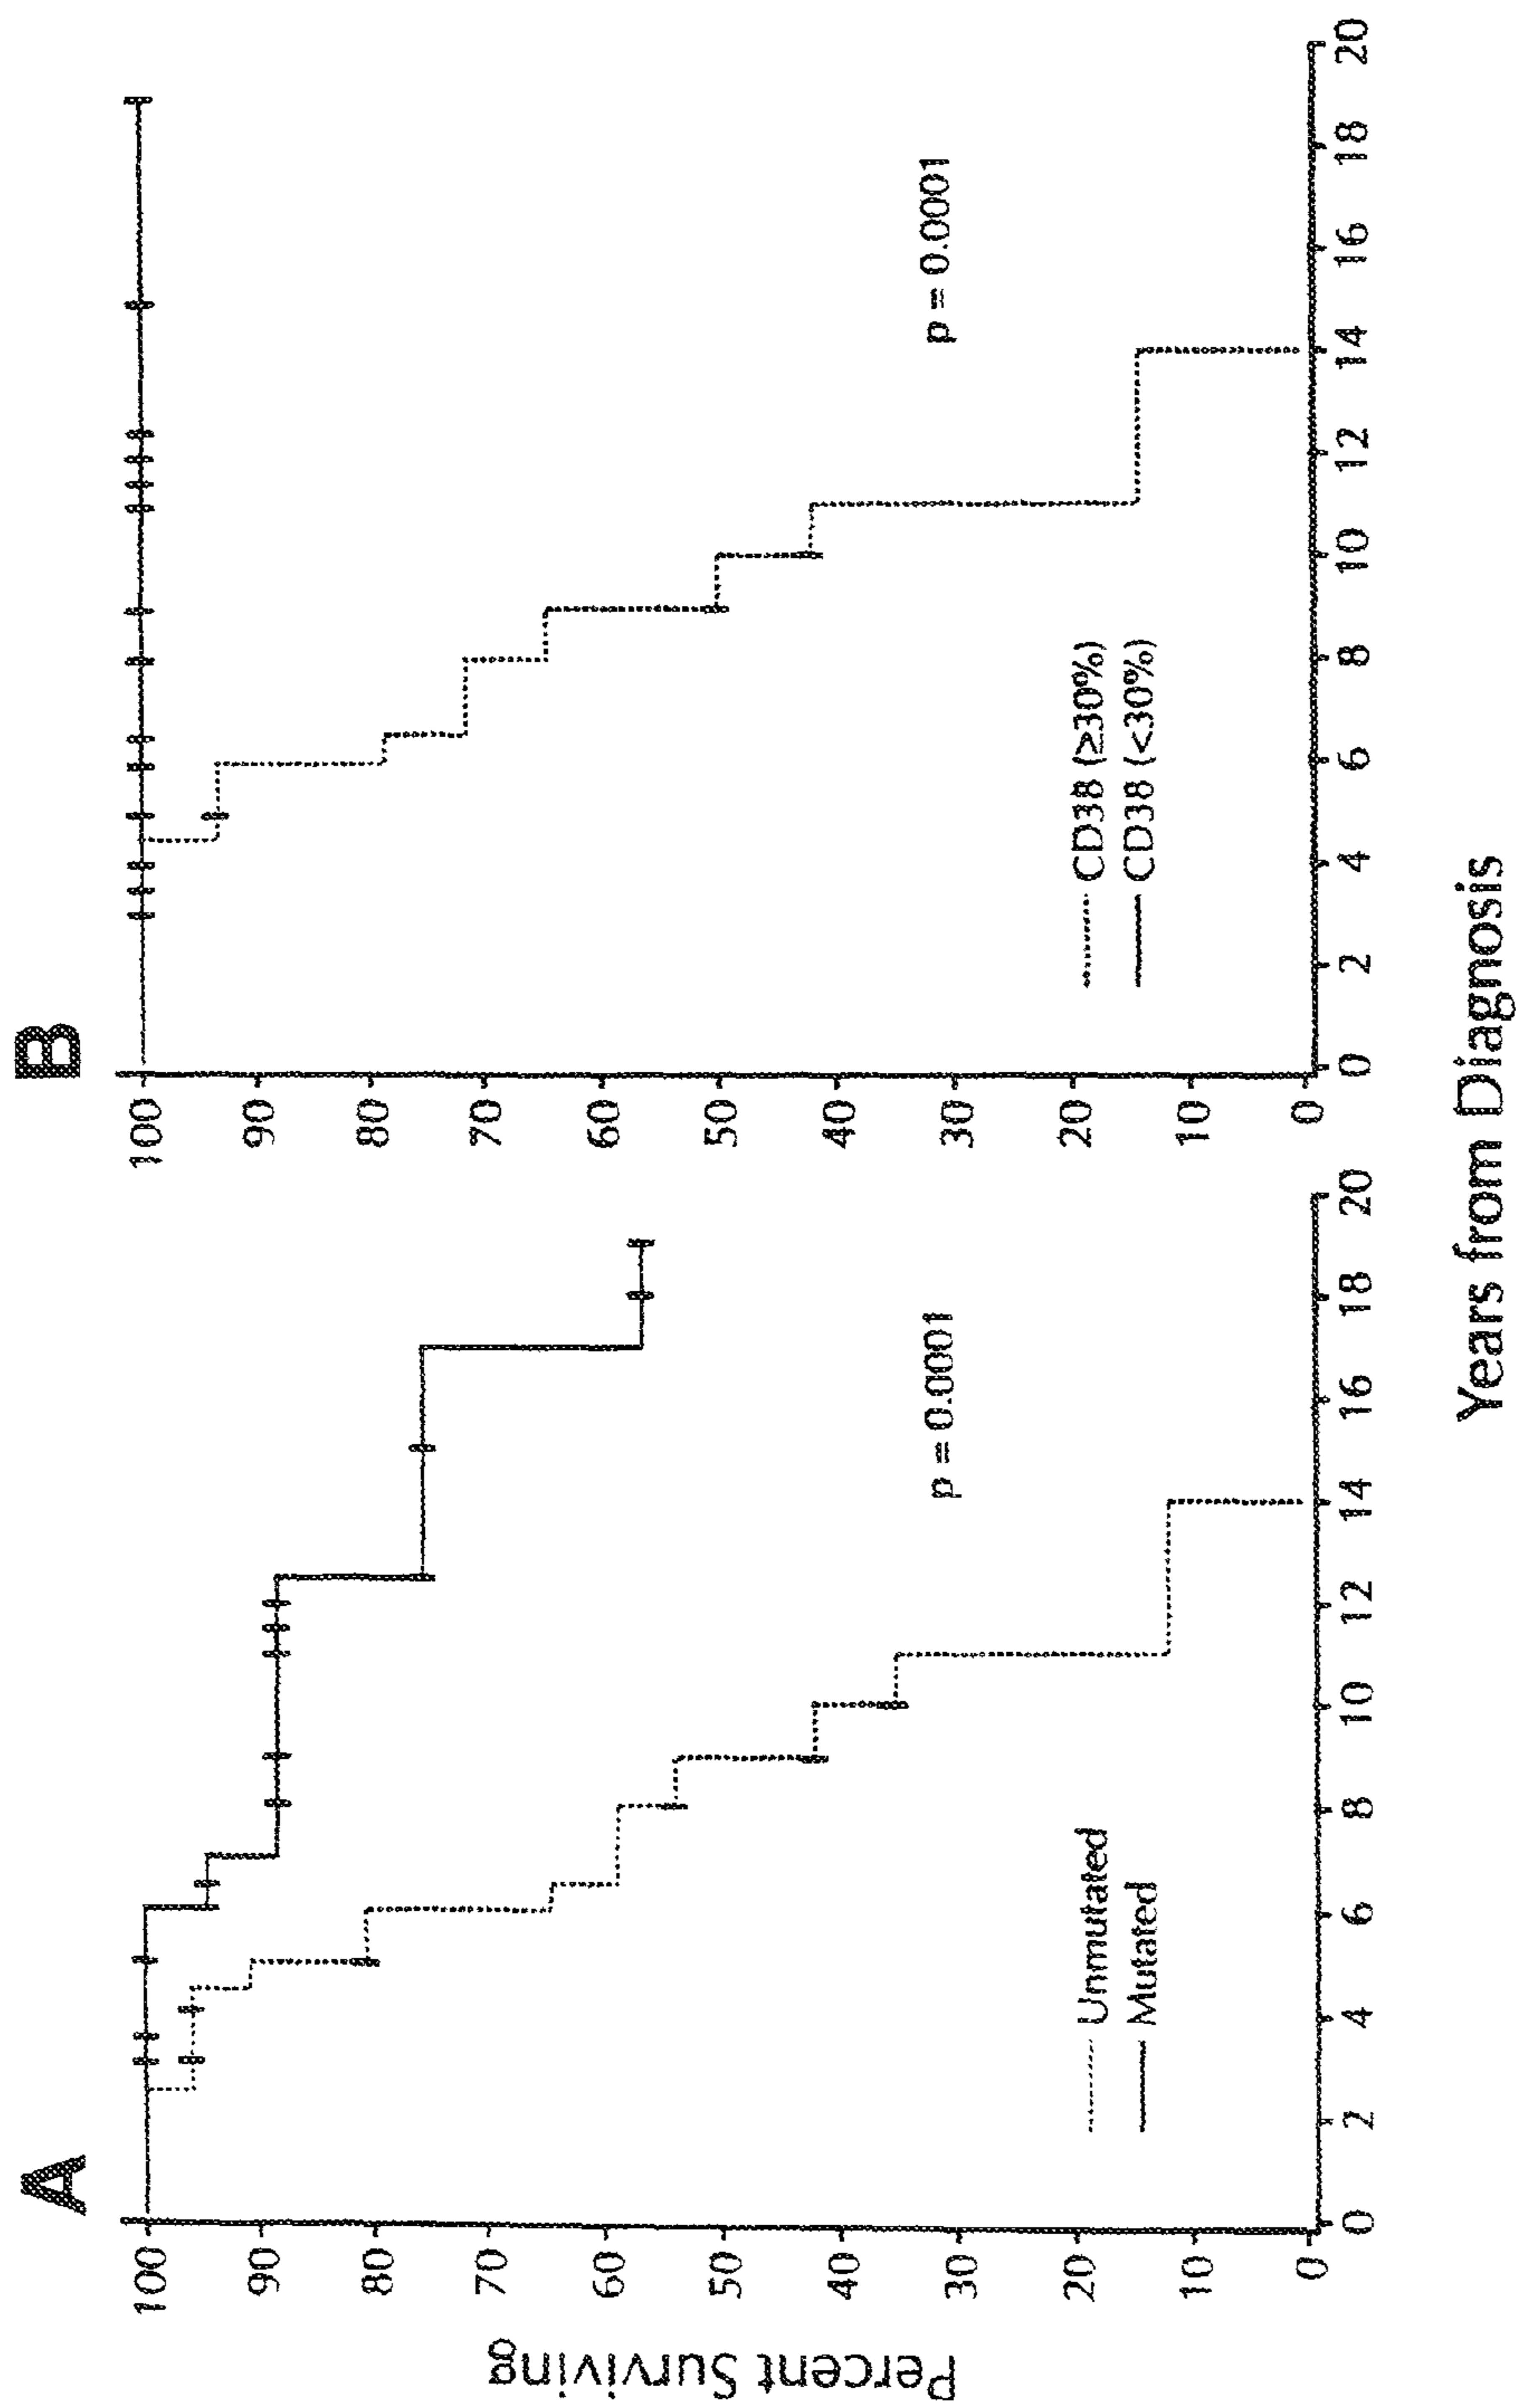 A
Percent Surviving
100
90
80
70
60
50
40
30
20
10
0
p = 0.0001
Unmutated
Mutated
0 2 4 6 8 10 12 14 16 18 20
B
100
90
80
70
60
50
40
30
20
10
0
p = 0.0001
CD38 (≥30%)
CD38 (<30%)
0 2 4 6 8 10 12 14 16 18 20
Years from Diagnosis